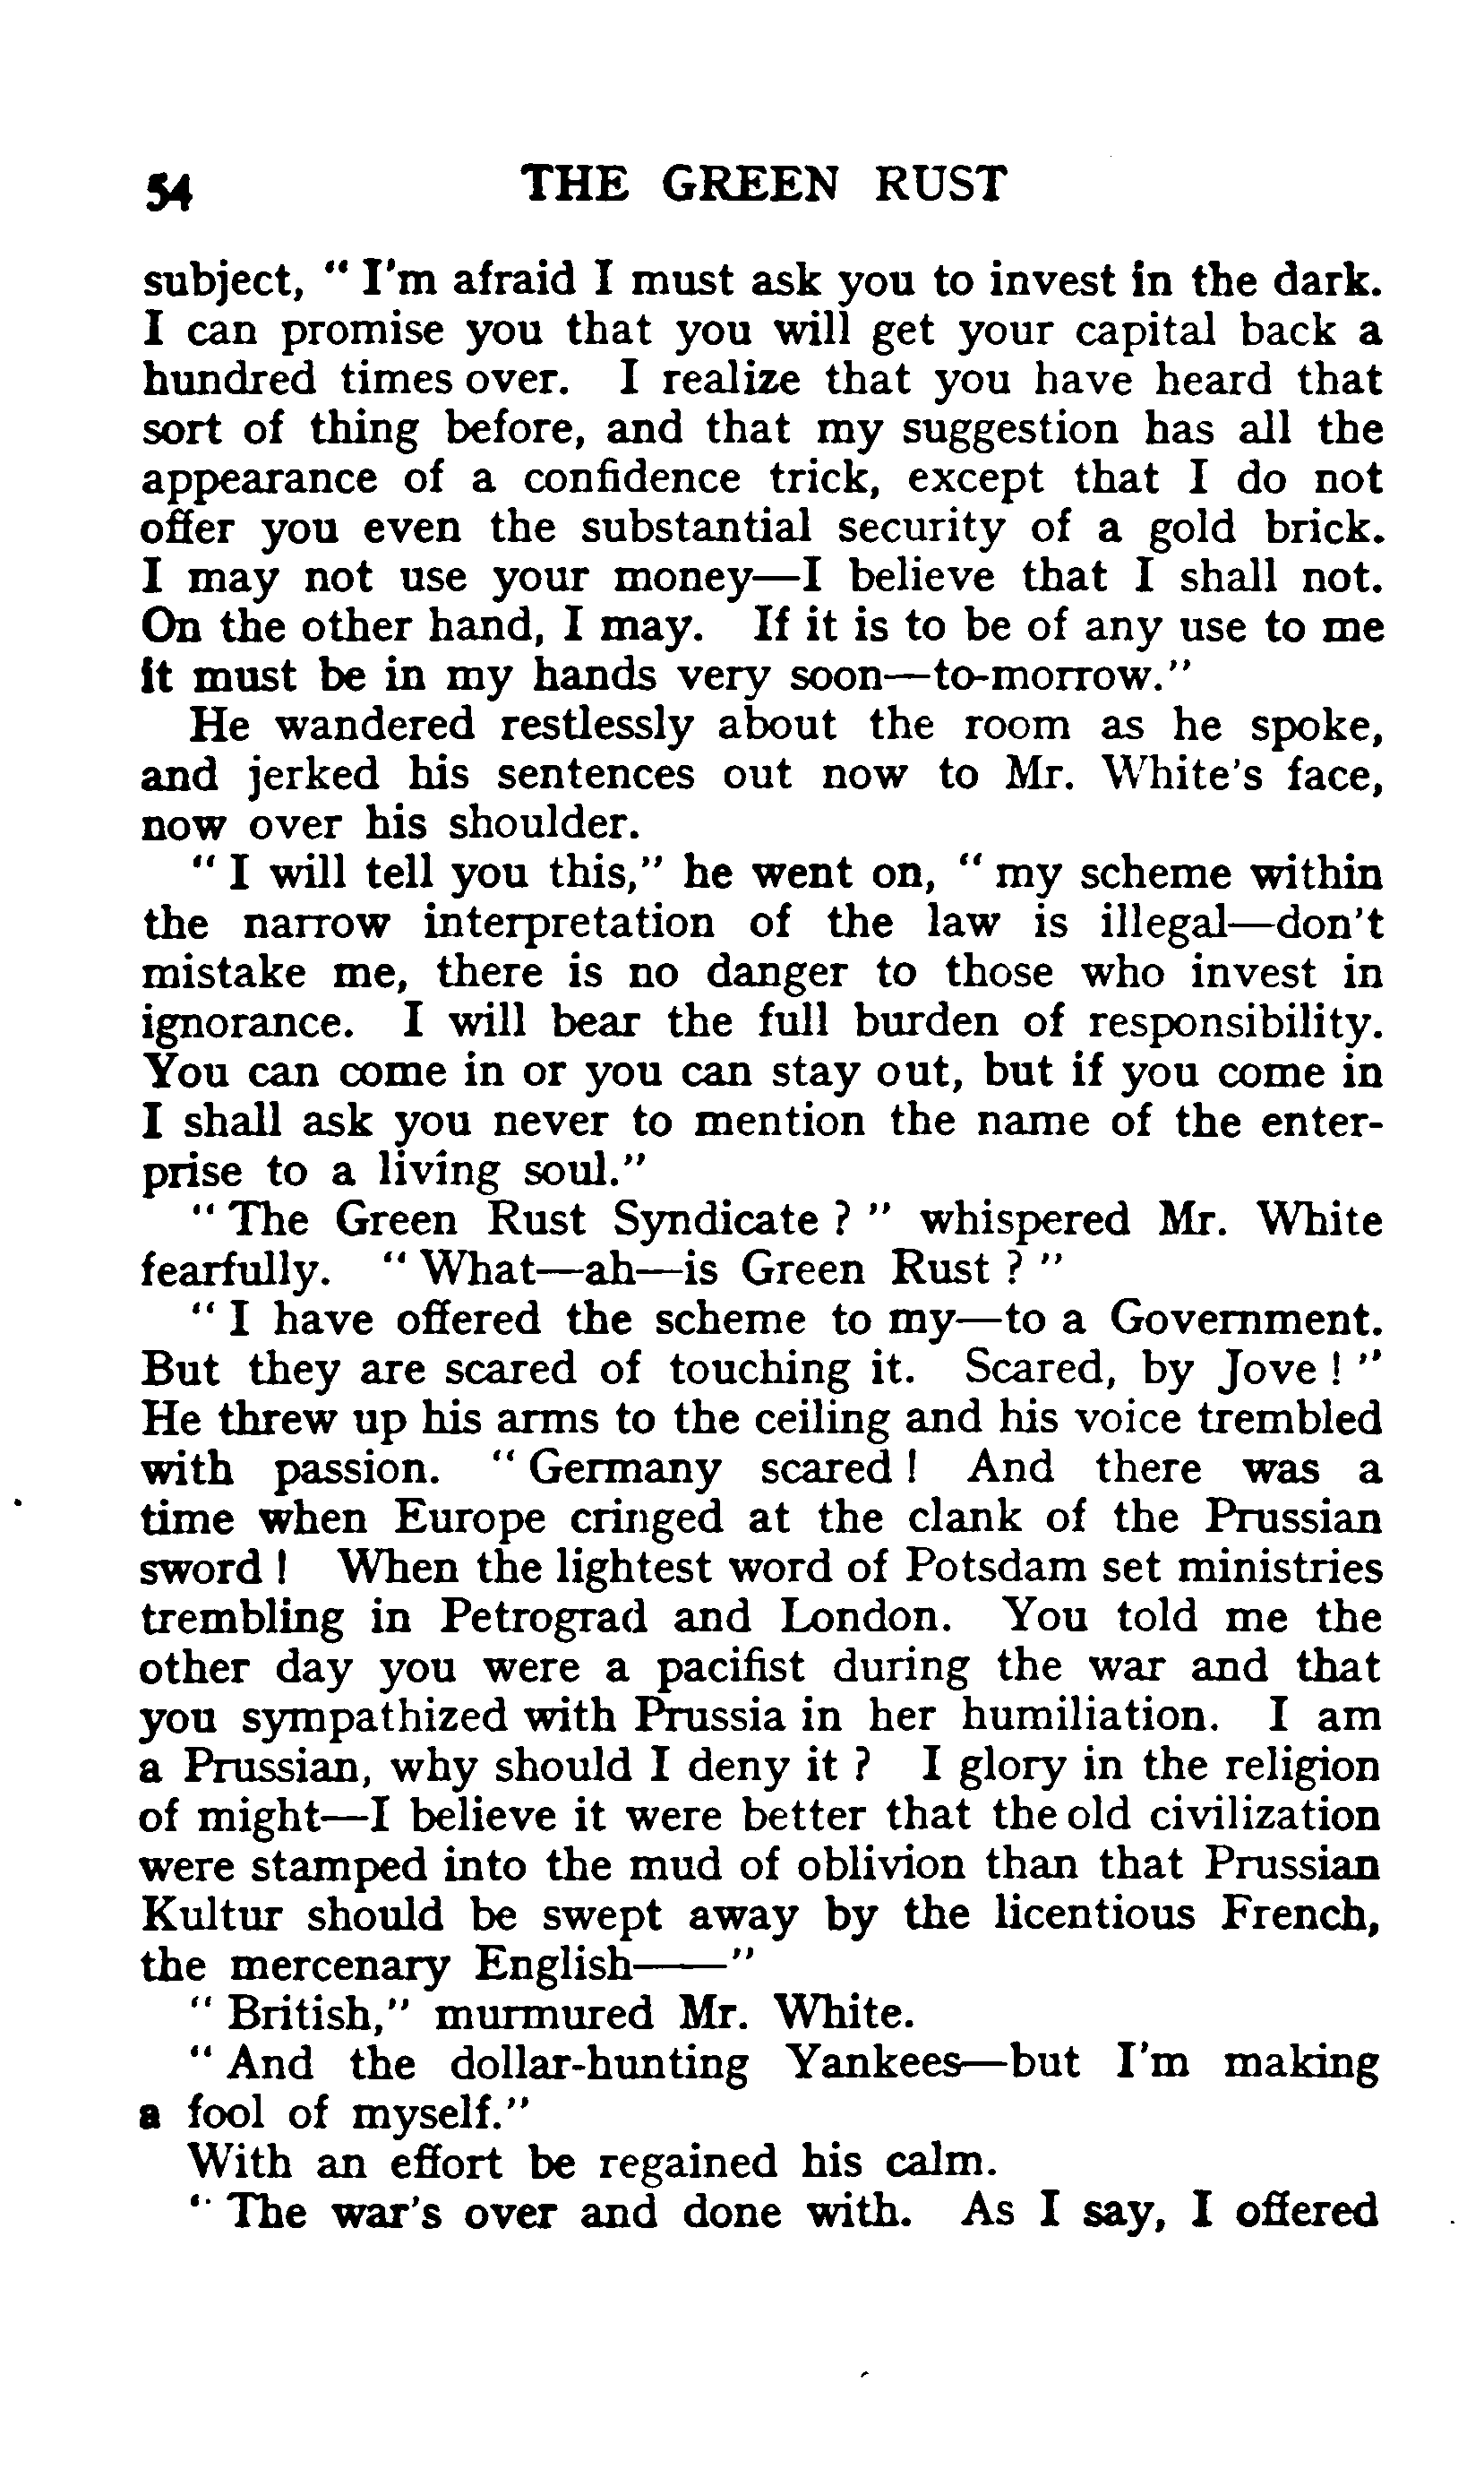 54 THE GREEN RUST
subject, " I'm afraid I must ask you to invest in the dark.
I can promise you that you will get your capital back a
hundred times over. I realize that you have heard that
sort of thing before, and that my suggestion has all the
appearance of a confidence trick, except that I do not
offer you even the substantial security of a gold brick.
I may not use your money—I believe that I shall not.
On the other hand, I may. If it is to be of any use to me
it must be in my hands very soon—to-morrow."
He wandered restlessly about the room as he spoke,
and jerked his sentences out now to Mr. White's face,
now over his shoulder.
" I will tell you this," he went on, " my scheme within
the narrow interpretation of the law is illegal—don't
mistake me, there is no danger to those who invest in
ignorance. I will bear the full burden of responsibility.
You can come in or you can stay out, but if you come in
I shall ask you never to mention the name of the enter-
prise to a living soul."
" The Green Rust Syndicate ? " whispered Mr. White
fearfully. " What—ah—is Green Rust ? "
" I have offered the scheme to my—to a Government.
But they are scared of touching it. Scared, by Jove ! "
He threw up his arms to the ceiling and his voice trembled
with passion. " Germany scared ! And there was a
time when Europe cringed at the clank of the Prussian
sword ! When the lightest word of Potsdam set ministries
trembling in Petrograd and London. You told me the
other day you were a pacifist during the war and that
you sympathized with Prussia in her humiliation. I am
a Prussian, why should I deny it ? I glory in the religion
of might—I believe it were better that the old civilization
were stamped into the mud of oblivion than that Prussian
Kultur should be swept away by the licentious French,
the mercenary English——"
" British," murmured Mr. White.
" And the dollar-hunting Yankees—but I'm making
a fool of myself."
With an effort be regained his calm.
" The war's over and done with. As I say, I offered